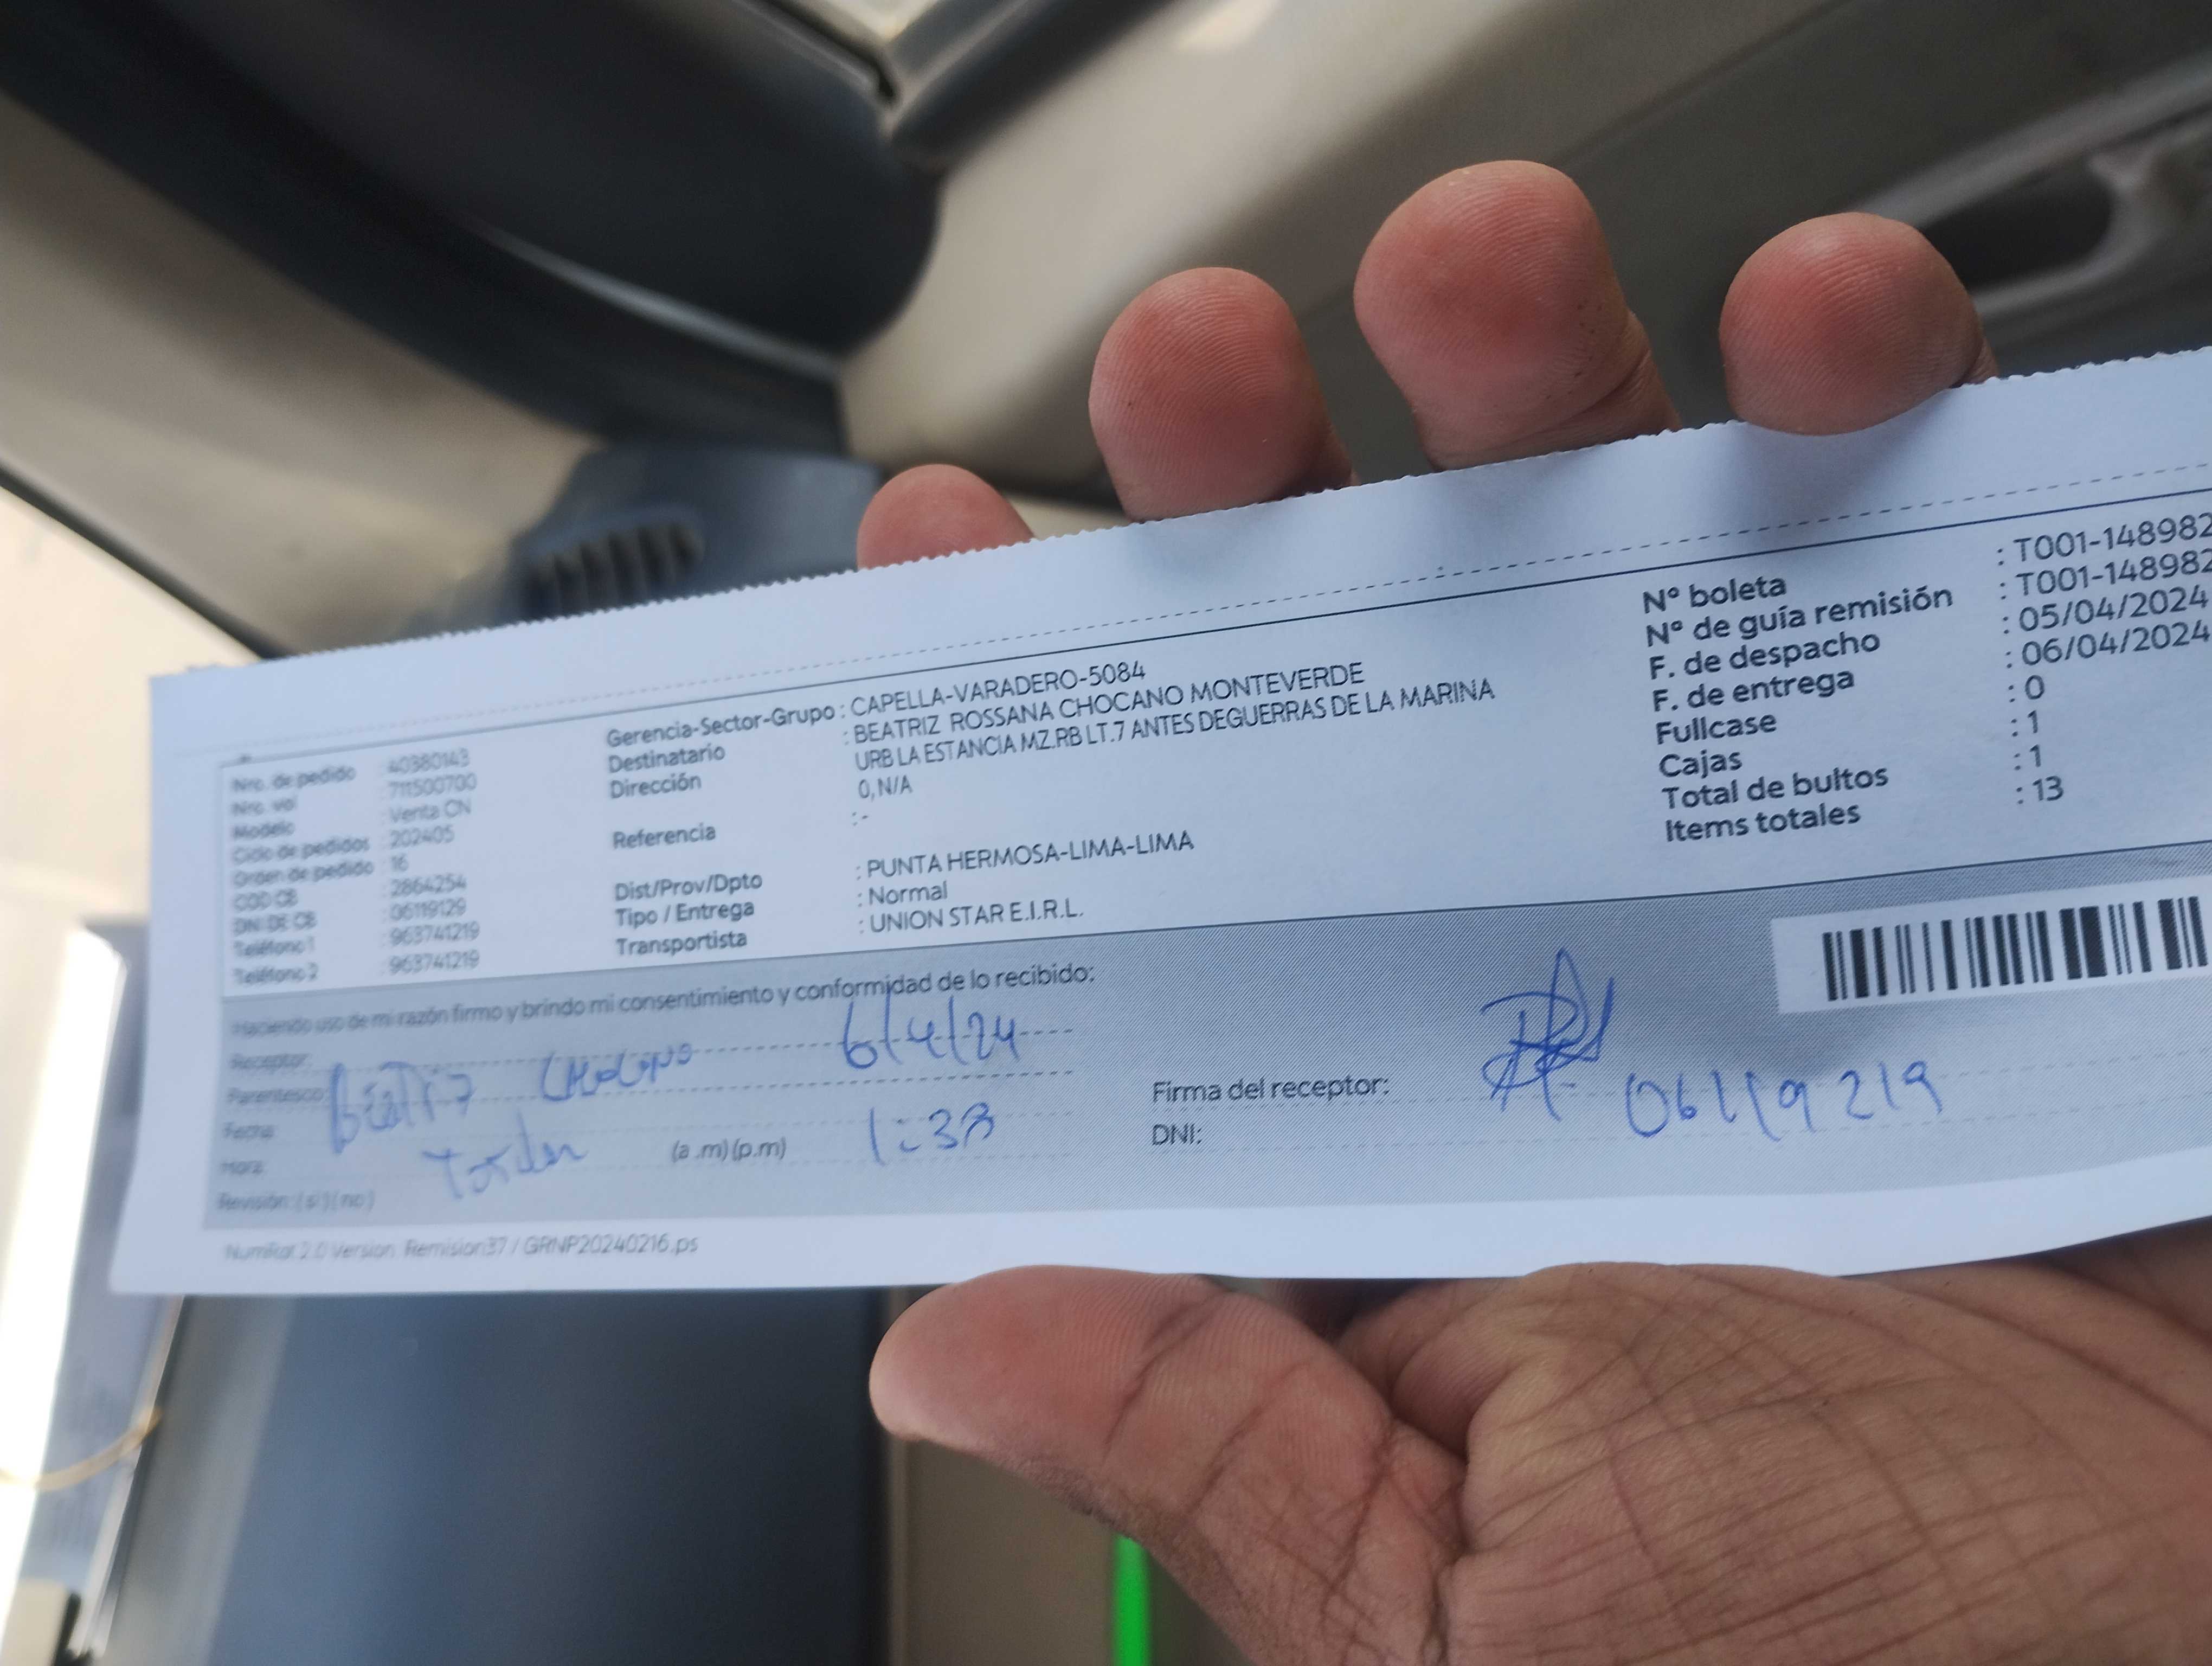 Nro. de pedido : 40380143
Nro. vol : 711500700
Modelo : Venta CN
Ciclo de pedidos : 202405
Orden de pedido : 16
COD CB : 2864254
DNI DE CB : 06119129
Teléfono 1 : 963741219
Teléfono 2 : 963741219
Gerencia-Sector-Grupo : CAPELLA-VARADERO-5084
Destinatario : BEATRIZ ROSSANA CHOCANO MONTEVERDE
Dirección URB LA ESTANCIA MZ.RB LT.7 ANTES DEGUERRAS DE LA MARINA
0, N/A
Referencia : -
Dist/Prov/Dpto : PUNTA HERMOSA-LIMA-LIMA
Tipo / Entrega : Normal
Transportista : UNION STAR E.I.R.L.
N° boleta : T001-148982
N° de guía remisión : T001-148982
F. de despacho : 05/04/2024
F. de entrega : 06/04/2024
Fullcase : 0
Cajas : 1
Total de bultos : 1
Items totales : 13
Haciendo uso de mi razón firmo y brindo mi consentimiento y conformidad de lo recibido:
Receptor:
Parentesco: 6/4/24
Fecha:
Hora: (a .m) (p.m) 1:38
Revisión: ( si ) ( no )
Firma del receptor:
DNI: 06119219
Numikar 2.0 Version Remision37 / GRNP20240216.ps